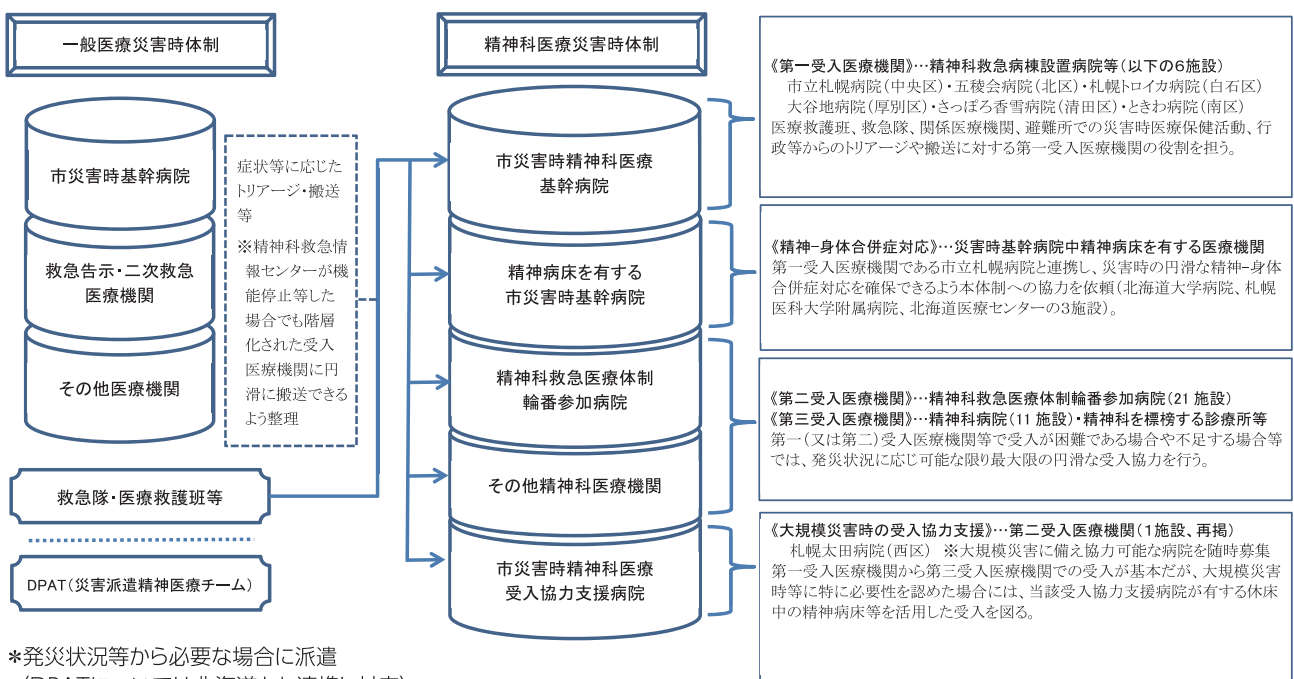 一般医療災害時体制
精神科医療災害時体制
市災害時基幹病院
救急告示・二次救急
医療機関
その他医療機関
症状等に応じた
トリアージ・搬送
等
※精神科救急情
報センターが機
能停止等した
場合でも階層
化された受入
医療機関に円
滑に搬送できる
よう整理
救急隊・医療救護班等
DPAT(災害派遣精神医療チーム)
*発災状況等から必要な場合に派遣
市災害時精神科医療
基幹病院
精神病床を有する
市災害時基幹病院
精神科救急医療体制
輪番参加病院
その他精神科医療機関
市災害時精神科医療
受入協力支援病院
《第一受入医療機関》…精神科救急病棟設置病院等(以下の6施設)
市立札幌病院(中央区)・五稜会病院(北区)・札幌トロイカ病院(白石区)
大谷地病院(厚別区)・さっぽろ香雪病院(清田区)・ときわ病院(南区)
医療救護班、救急隊、関係医療機関、避難所での災害時医療保健活動、行
政等からのトリアージや搬送に対する第一受入医療機関の役割を担う。
《精神-身体合併症対応》…災害時基幹病院中精神病床を有する医療機関
第一受入医療機関である市立札幌病院と連携し、災害時の円滑な精神-身体
合併症対応を確保できるよう本体制への協力を依頼(北海道大学病院、札幌
医科大学附属病院、北海道医療センターの3施設)。
《第二受入医療機関》…精神科救急医療体制輪番参加病院(21 施設)
《第三受入医療機関》…精神科病院(11 施設)・精神科を標榜する診療所等
第一(又は第二)受入医療機関等で受入が困難である場合や不足する場合等
では、発災状況に応じ可能な限り最大限の円滑な受入協力を行う。
《大規模災害時の受入協力支援》…第二受入医療機関(1施設、再掲)
札幌太田病院(西区) ※大規模災害に備え協力可能な病院を随時募集
第一受入医療機関から第三受入医療機関での受入が基本だが、大規模災害
時等に特に必要性を認めた場合には、当該受入協力支援病院が有する休床
中の精神病床等を活用した受入を図る。